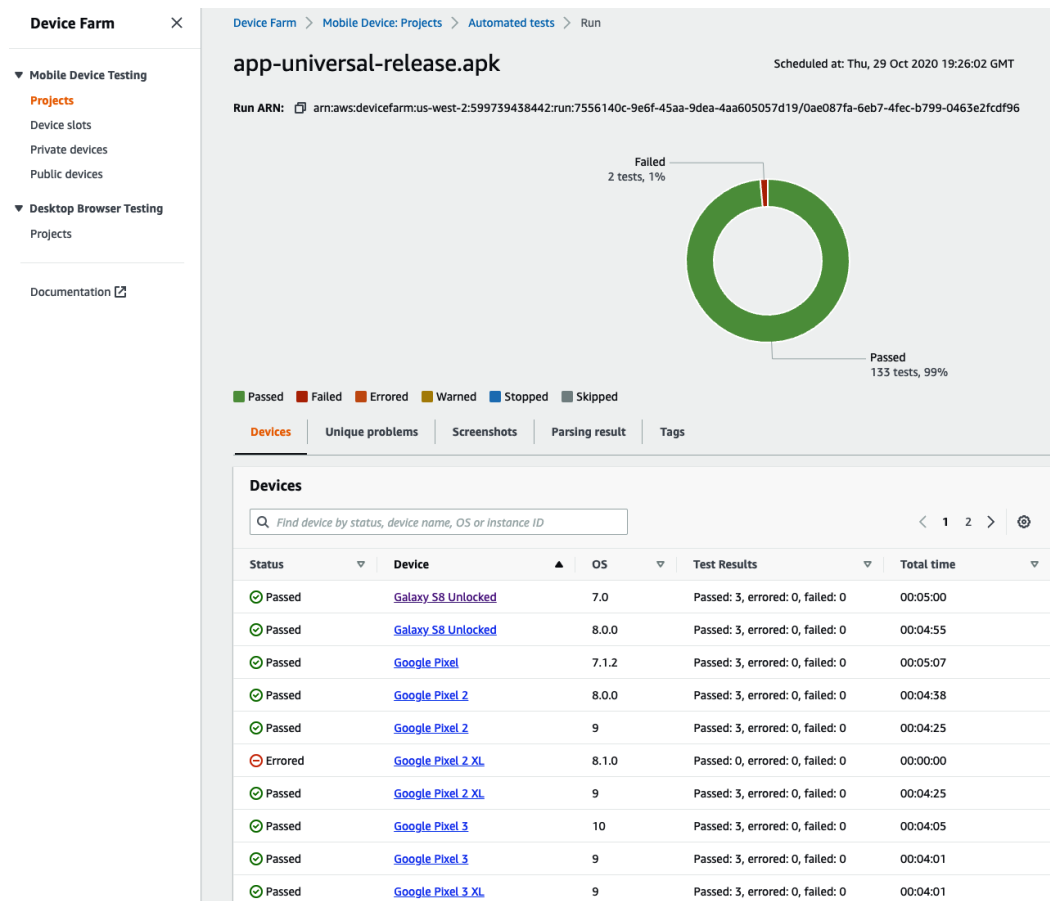 Device Farm
Mobile Device Testing
Projects
Device slots
Private devices
Public devices
Desktop Browser Testing
Projects
Documentation
Device Farm > Mobile Device: Projects > Automated tests > Run
app-universal-release.apk
Scheduled at: Thu, 29 Oct 2020 19:26:02 GMT
Run ARN: arn:aws:devicefarm:us-west-2:599739438442:run:7556140c-9e6f-45aa-9dea-4aa605057d19/0ae087fa-6eb7-4fec-b799-0463e2fcdf96
Failed
2 tests, 1%
Passed
133 tests, 99%
Passed Failed Errored Warned Stopped Skipped
Devices Unique problems Screenshots Parsing result Tags
Devices
Find device by status, device name, OS or instance ID
1 2
Status Device OS Test Results Total time
Passed Galaxy S8 Unlocked 7.0 Passed: 3, errored: 0, failed: 0 00:05:00
Passed Galaxy S8 Unlocked 8.0.0 Passed: 3, errored: 0, failed: 0 00:04:55
Passed Google Pixel 7.1.2 Passed: 3, errored: 0, failed: 0 00:05:07
Passed Google Pixel 2 8.0.0 Passed: 3, errored: 0, failed: 0 00:04:38
Passed Google Pixel 2 9 Passed: 3, errored: 0, failed: 0 00:04:25
Errored Google Pixel 2 XL 8.1.0 Passed: 0, errored: 0, failed: 0 00:00:00
Passed Google Pixel 2 XL 9 Passed: 3, errored: 0, failed: 0 00:04:25
Passed Google Pixel 3 10 Passed: 3, errored: 0, failed: 0 00:04:05
Passed Google Pixel 3 9 Passed: 3, errored: 0, failed: 0 00:04:01
Passed Google Pixel 3 XL 9 Passed: 3, errored: 0, failed: 0 00:04:01